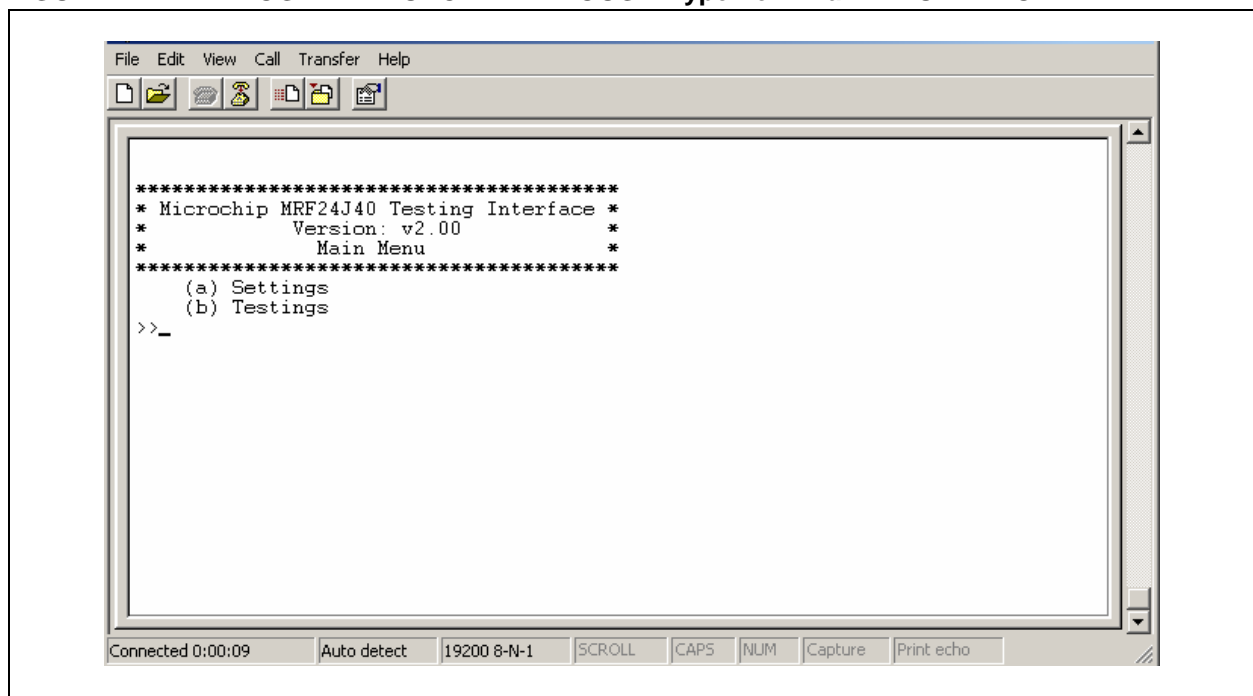 File Edit View Call Transfer Help
****************************************
* Microchip MRF24J40 Testing Interface *
* Version: v2.00 *
* Main Menu *
****************************************
(a) Settings
(b) Testings
>>_
Connected 0:00:09 Auto detect 19200 8-N-1 SCROLL CAPS NUM Capture Print echo